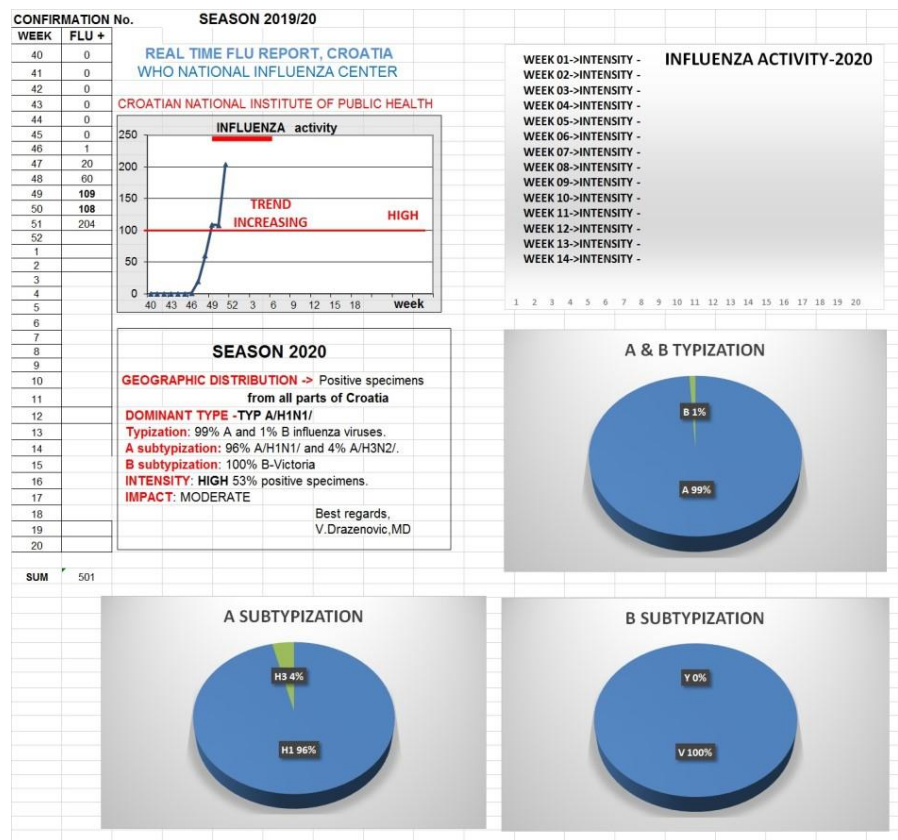 CONFIRMATION No. SEASON 2019/20
WEEK FLU +
40 0
41 0
42 0
43 0
44 0
45 0
46 1
47 20
48 60
49 109
50 108
51 204
52
1
2
3
4
5
6
7
8
9
10
11
12
13
14
15
16
17
18
19
20
SUM 501
REAL TIME FLU REPORT, CROATIA
WHO NATIONAL INFLUENZA CENTER
CROATIAN NATIONAL INSTITUTE OF PUBLIC HEALTH
INFLUENZA activity
250
200
150
100
50
0
TREND
INCREASING
HIGH
40 43 46 49 52 3 6 9 12 15 18 week
SEASON 2020
GEOGRAPHIC DISTRIBUTION -> Positive specimens
from all parts of Croatia
DOMINANT TYPE -TYP A/H1N1/
Typization: 99% A and 1% B influenza viruses.
A subtypization: 96% A/H1N1/ and 4% A/H3N2/.
B subtypization: 100% B-Victoria
INTENSITY: HIGH 53% positive specimens.
IMPACT: MODERATE
Best regards,
V.Drazenovic,MD
INFLUENZA ACTIVITY-2020
WEEK 01->INTENSITY -
WEEK 02->INTENSITY -
WEEK 03->INTENSITY -
WEEK 04->INTENSITY -
WEEK 05->INTENSITY -
WEEK 06->INTENSITY -
WEEK 07->INTENSITY -
WEEK 08->INTENSITY -
WEEK 09->INTENSITY -
WEEK 10->INTENSITY -
WEEK 11->INTENSITY -
WEEK 12->INTENSITY -
WEEK 13->INTENSITY -
WEEK 14->INTENSITY -
1 2 3 4 5 6 7 8 9 10 11 12 13 14 15 16 17 18 19 20
A & B TYPIZATION
B 1%
A 99%
A SUBTYPIZATION
H3 4%
H1 96%
B SUBTYPIZATION
Y 0%
V 100%